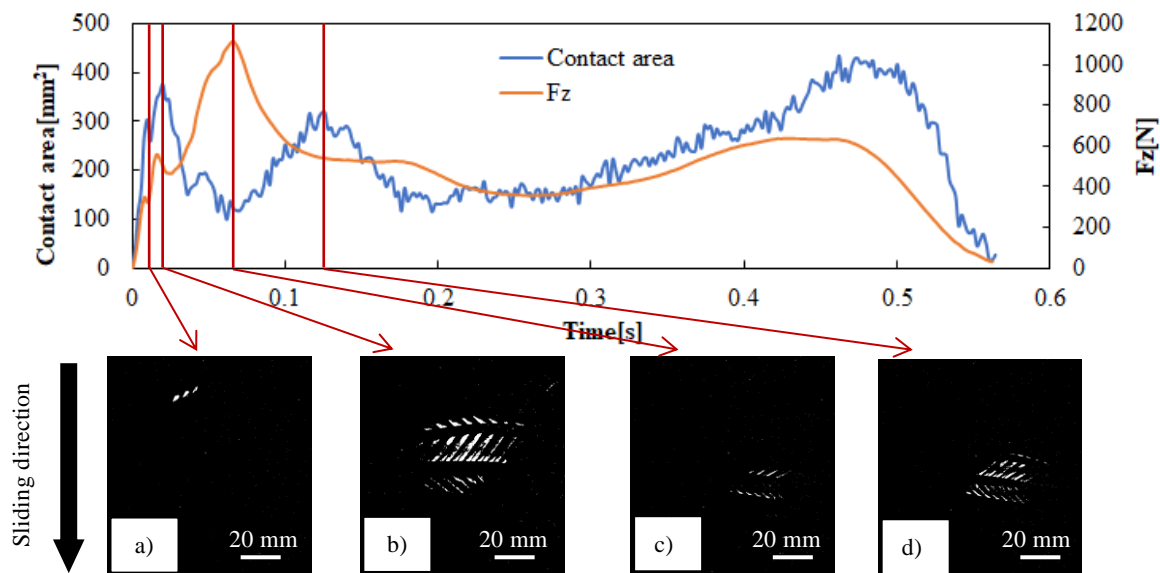 500
400
300
200
100
0
Contact area[mm²]
Contact area
Fz
1200
1000
800
600
400
200
0
Fz[N]
0
0.1
0.2
0.3
0.4
0.5
0.6
Time[s]
Sliding direction
a)
20 mm
b)
20 mm
c)
20 mm
d)
20 mm